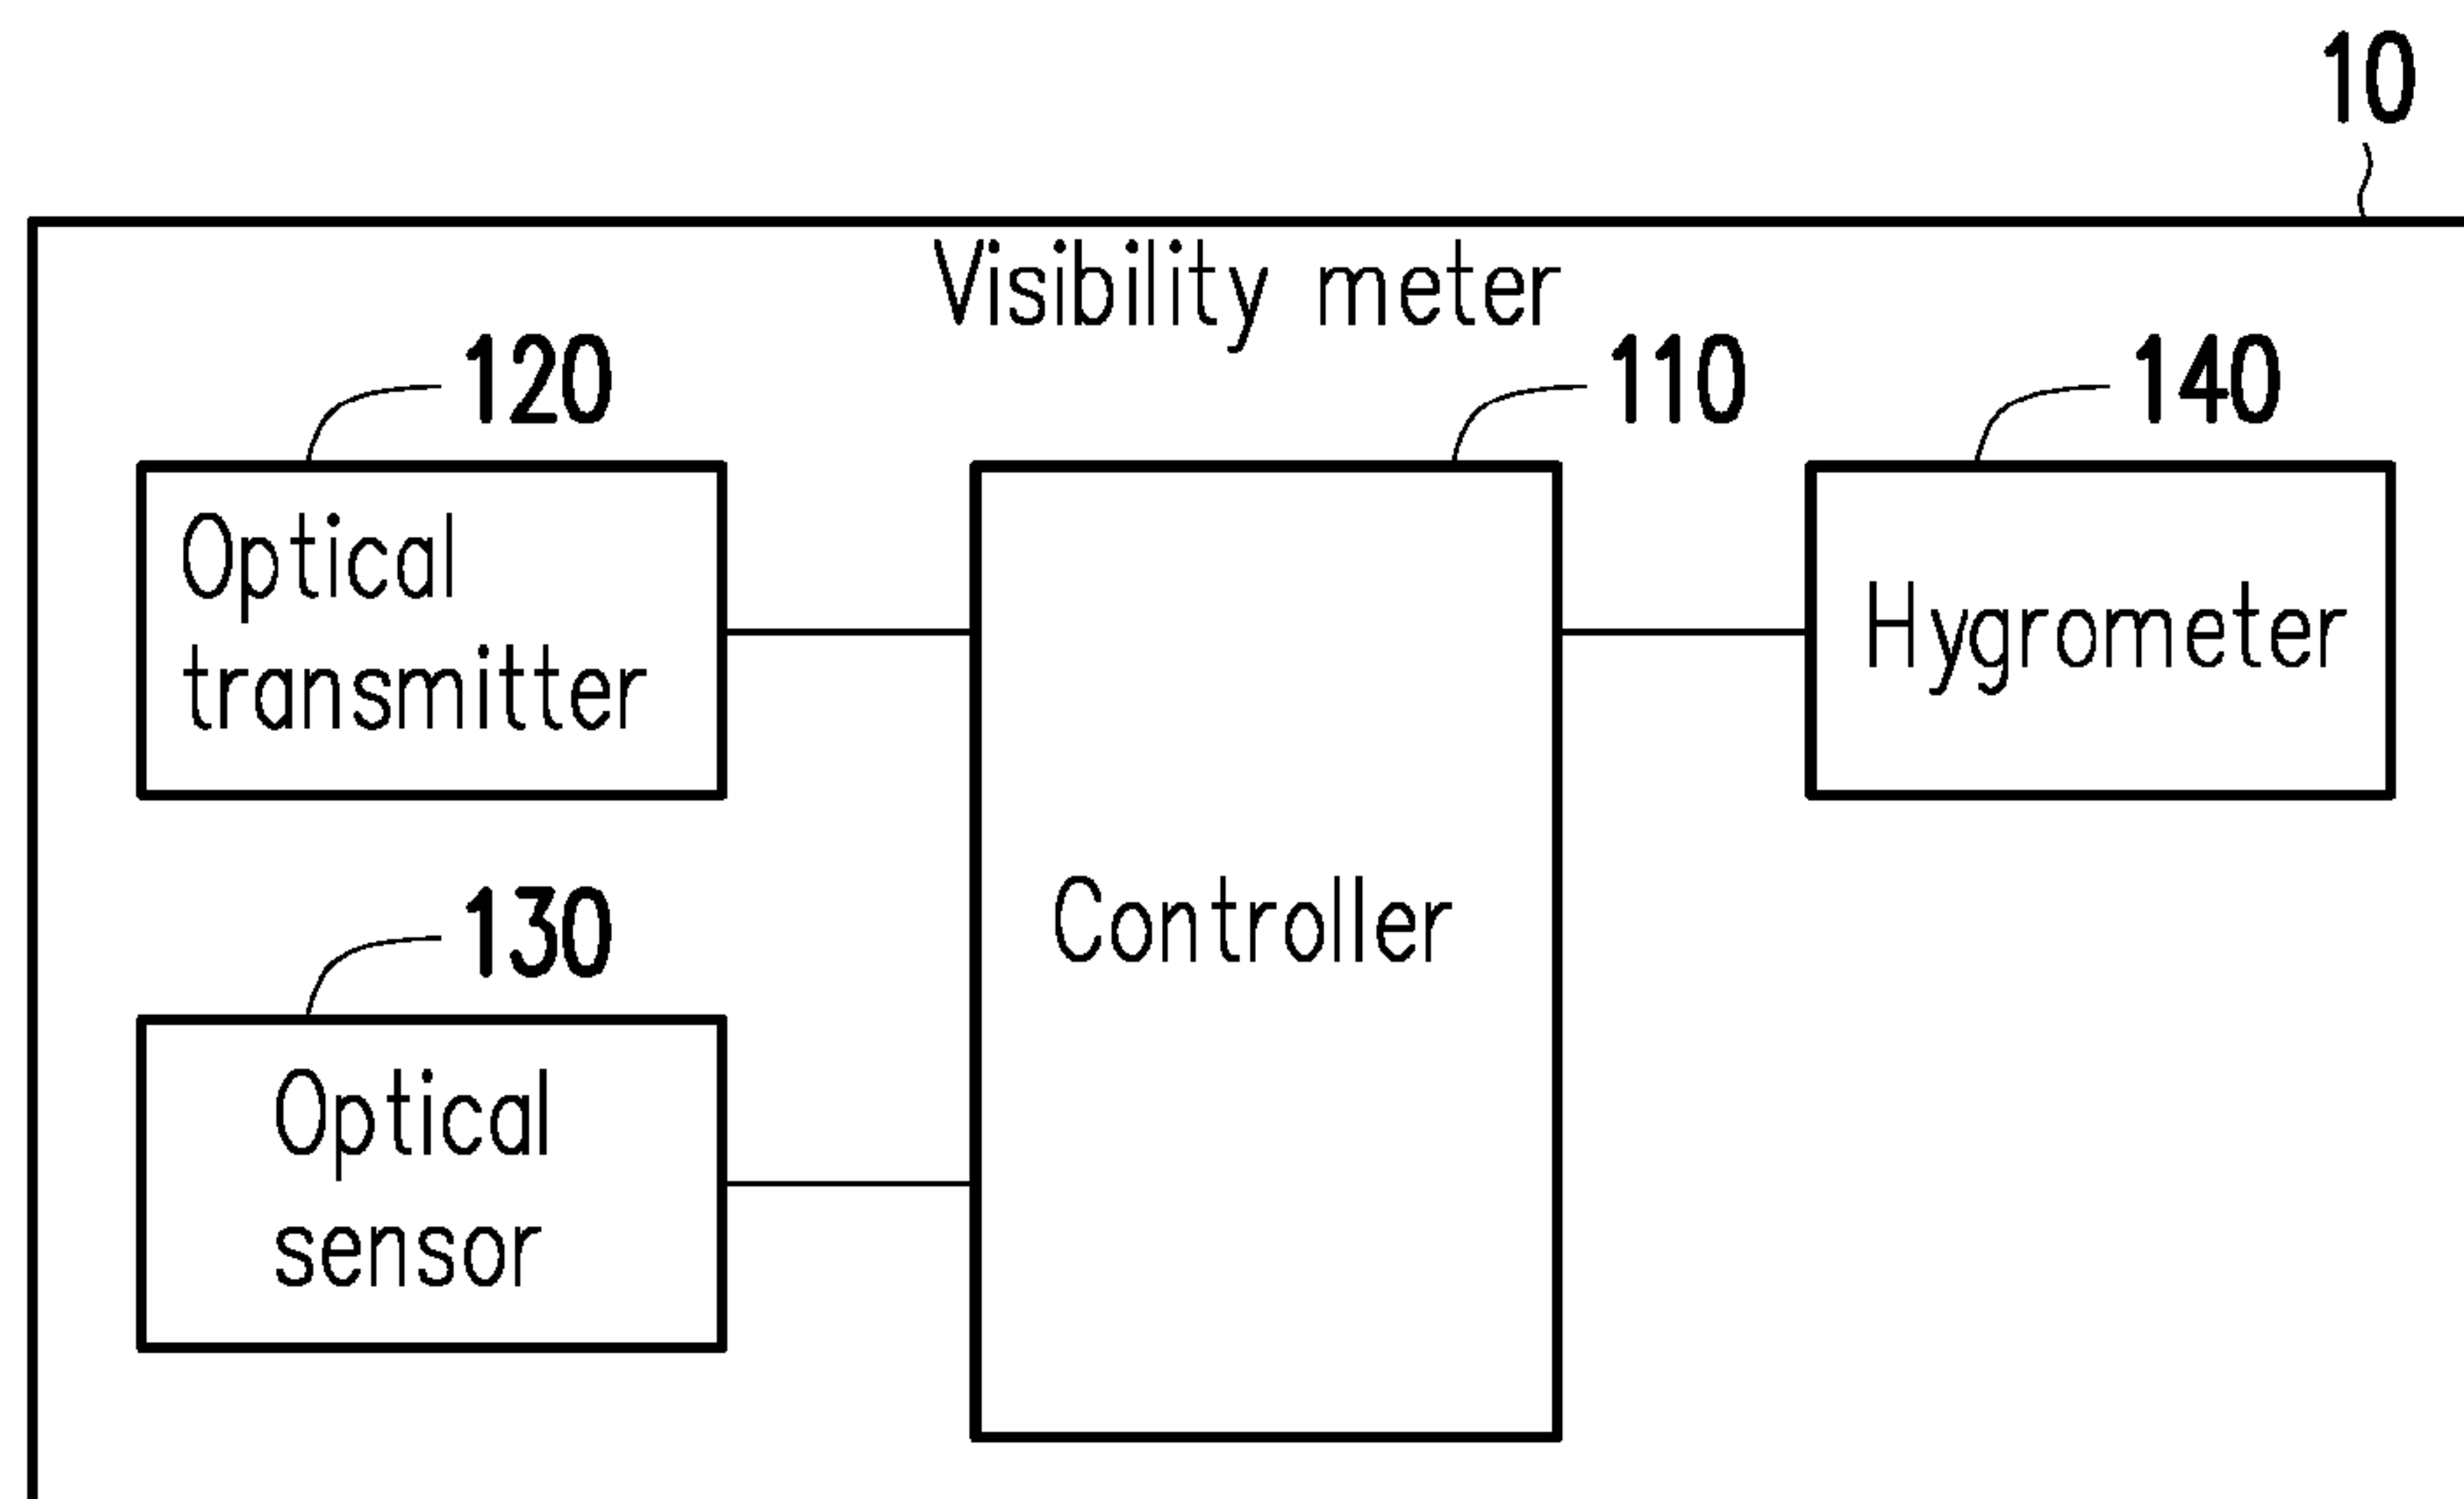 10
Visibility meter
120
110
140
Optical
transmitter
Hygrometer
Controller
130
Optical
sensor